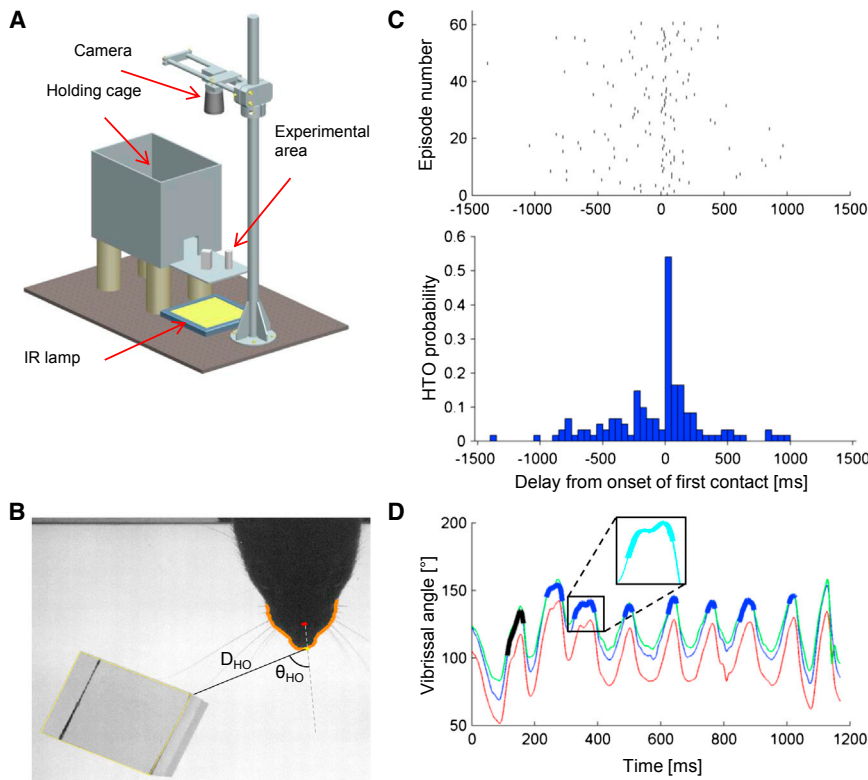 A
Camera
Holding cage
Experimental
area
IR lamp
B
D_HO
θ_HO
C
60
40
20
0
Episode number
-1500 -1000 -500 0 500 1000 1500
0.6
0.5
0.4
0.3
0.2
0.1
0
HTO probability
-1500 -1000 -500 0 500 1000 1500
Delay from onset of first contact [ms]
D
200
150
100
50
Vibrissal angle [°]
0 200 400 600 800 1000 1200
Time [ms]